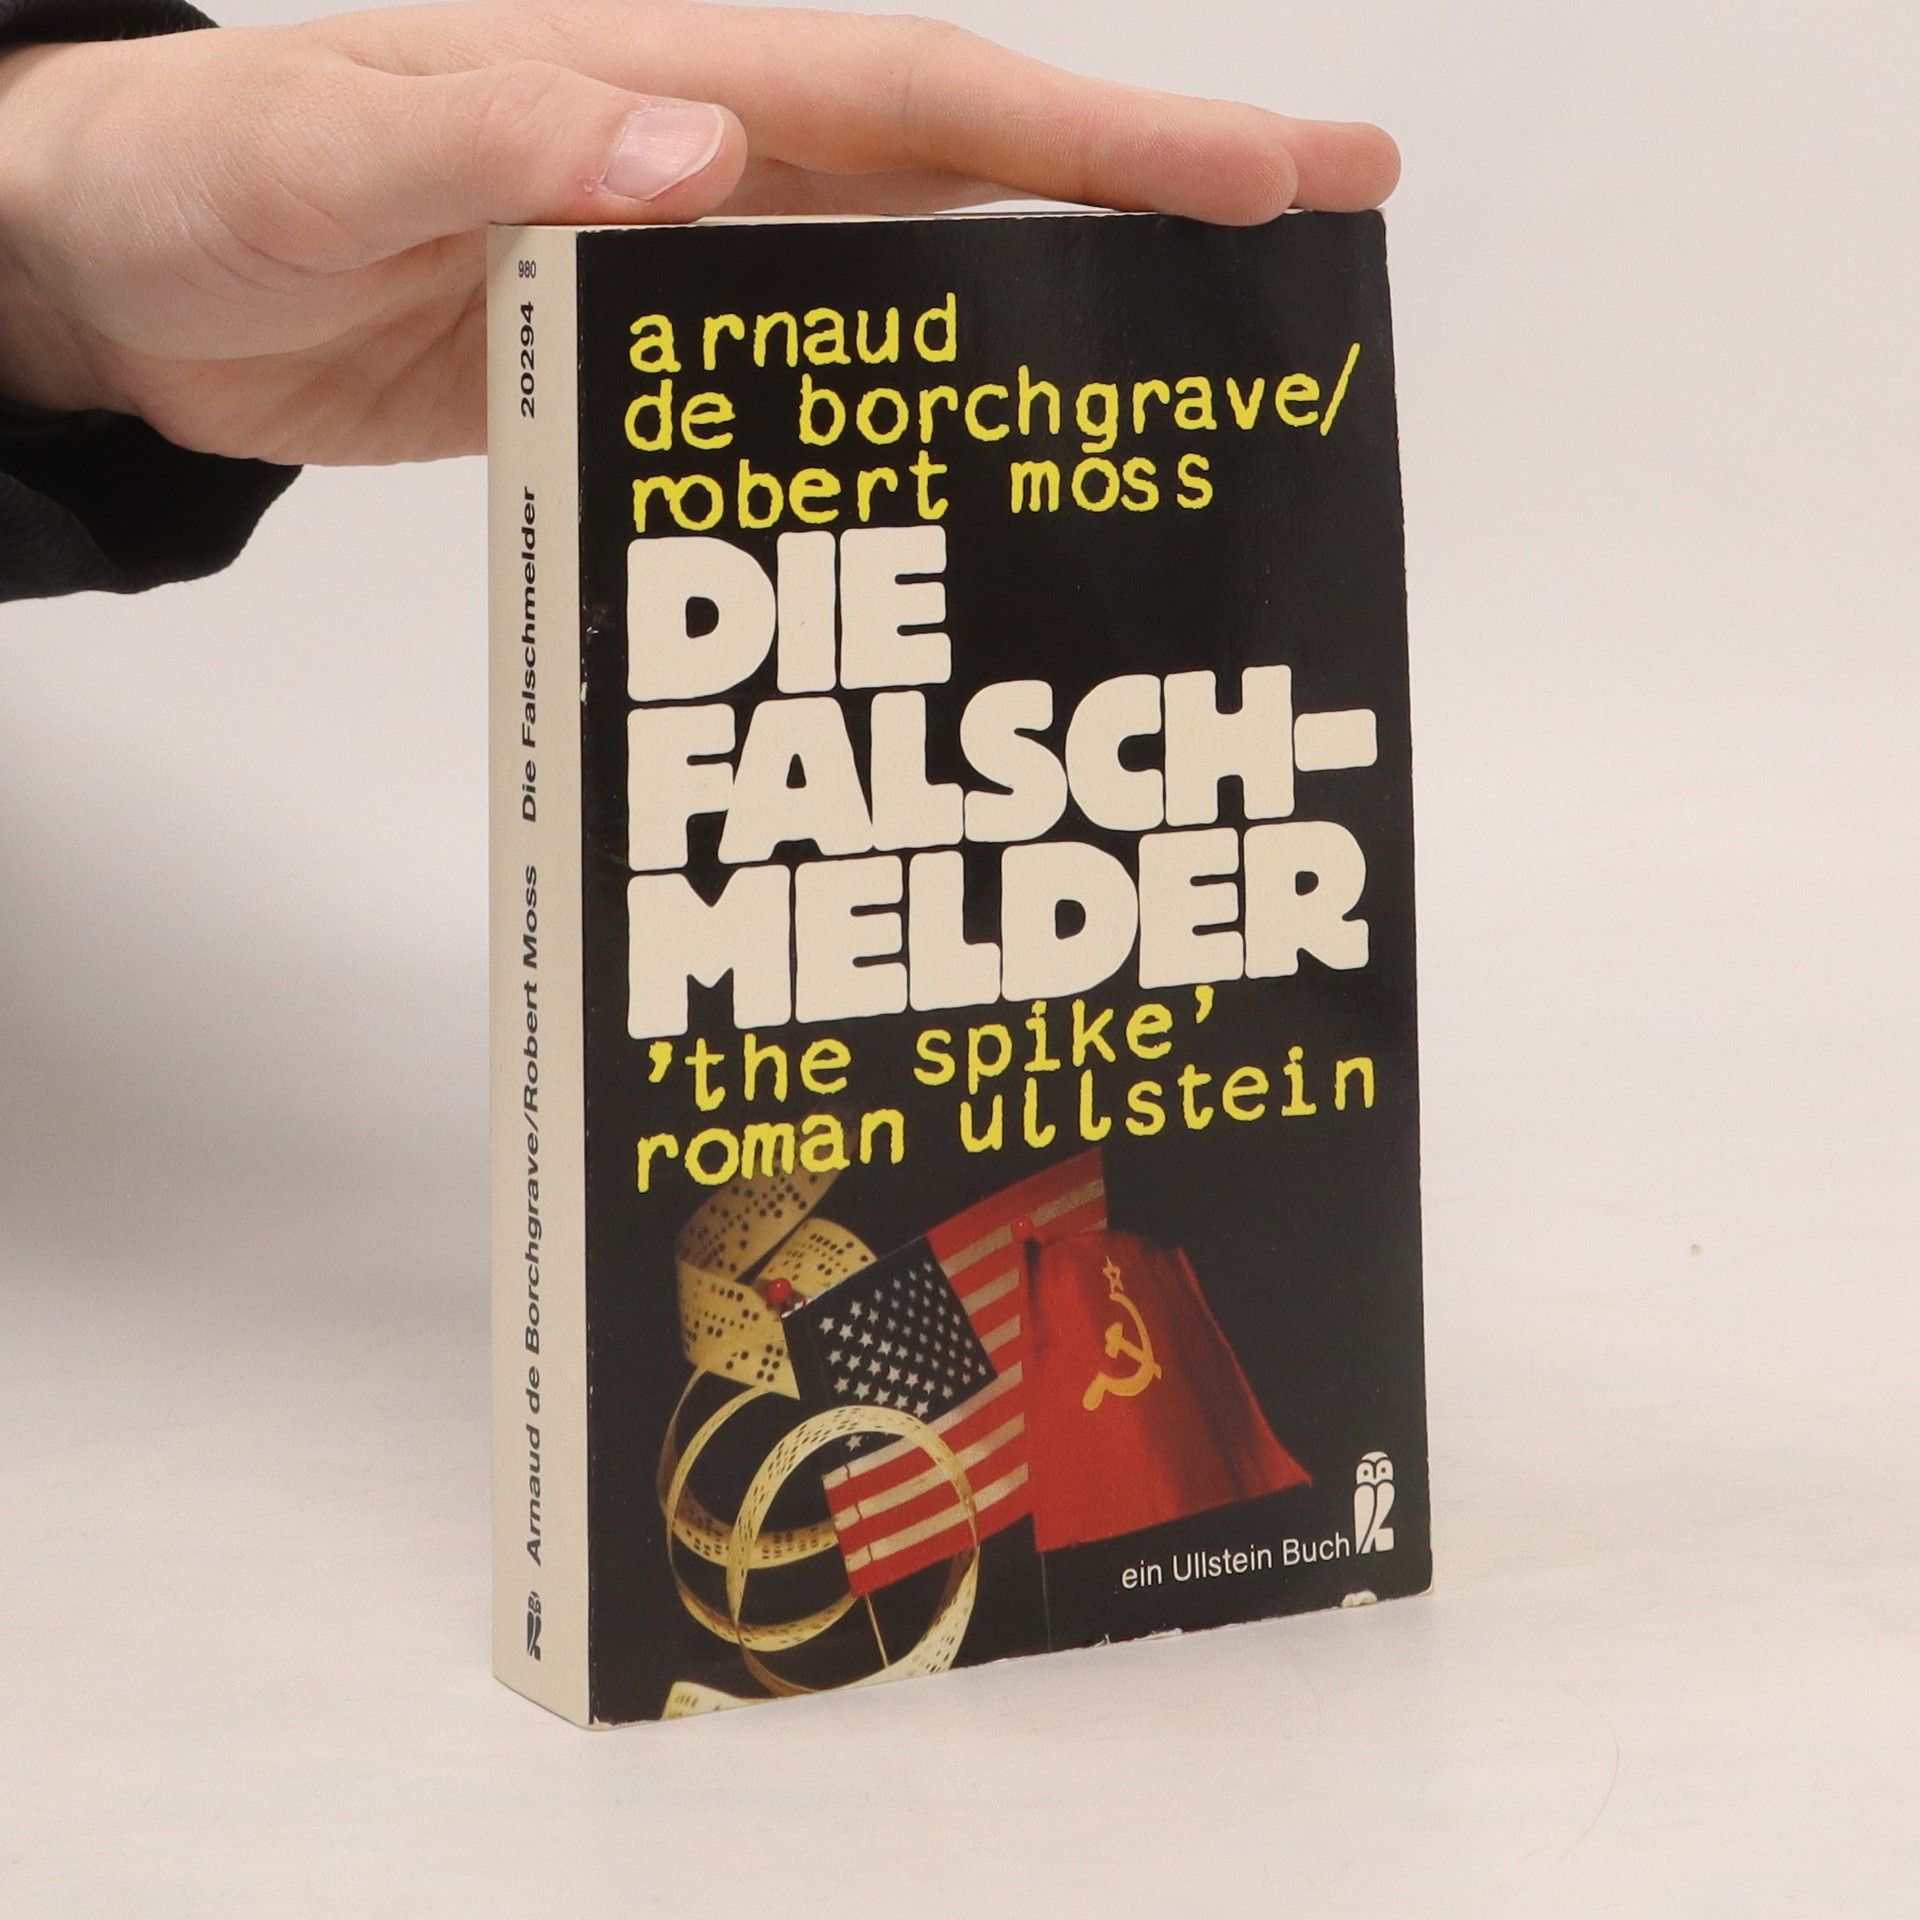 arnaud
de borchgrave/
robert moss
DIE
FALSCH-
MELDER
'the spike'
roman ullstein
ein Ullstein Buch
Arnaud de Borchgrave/Robert Moss Die Falschmelder 20294 980